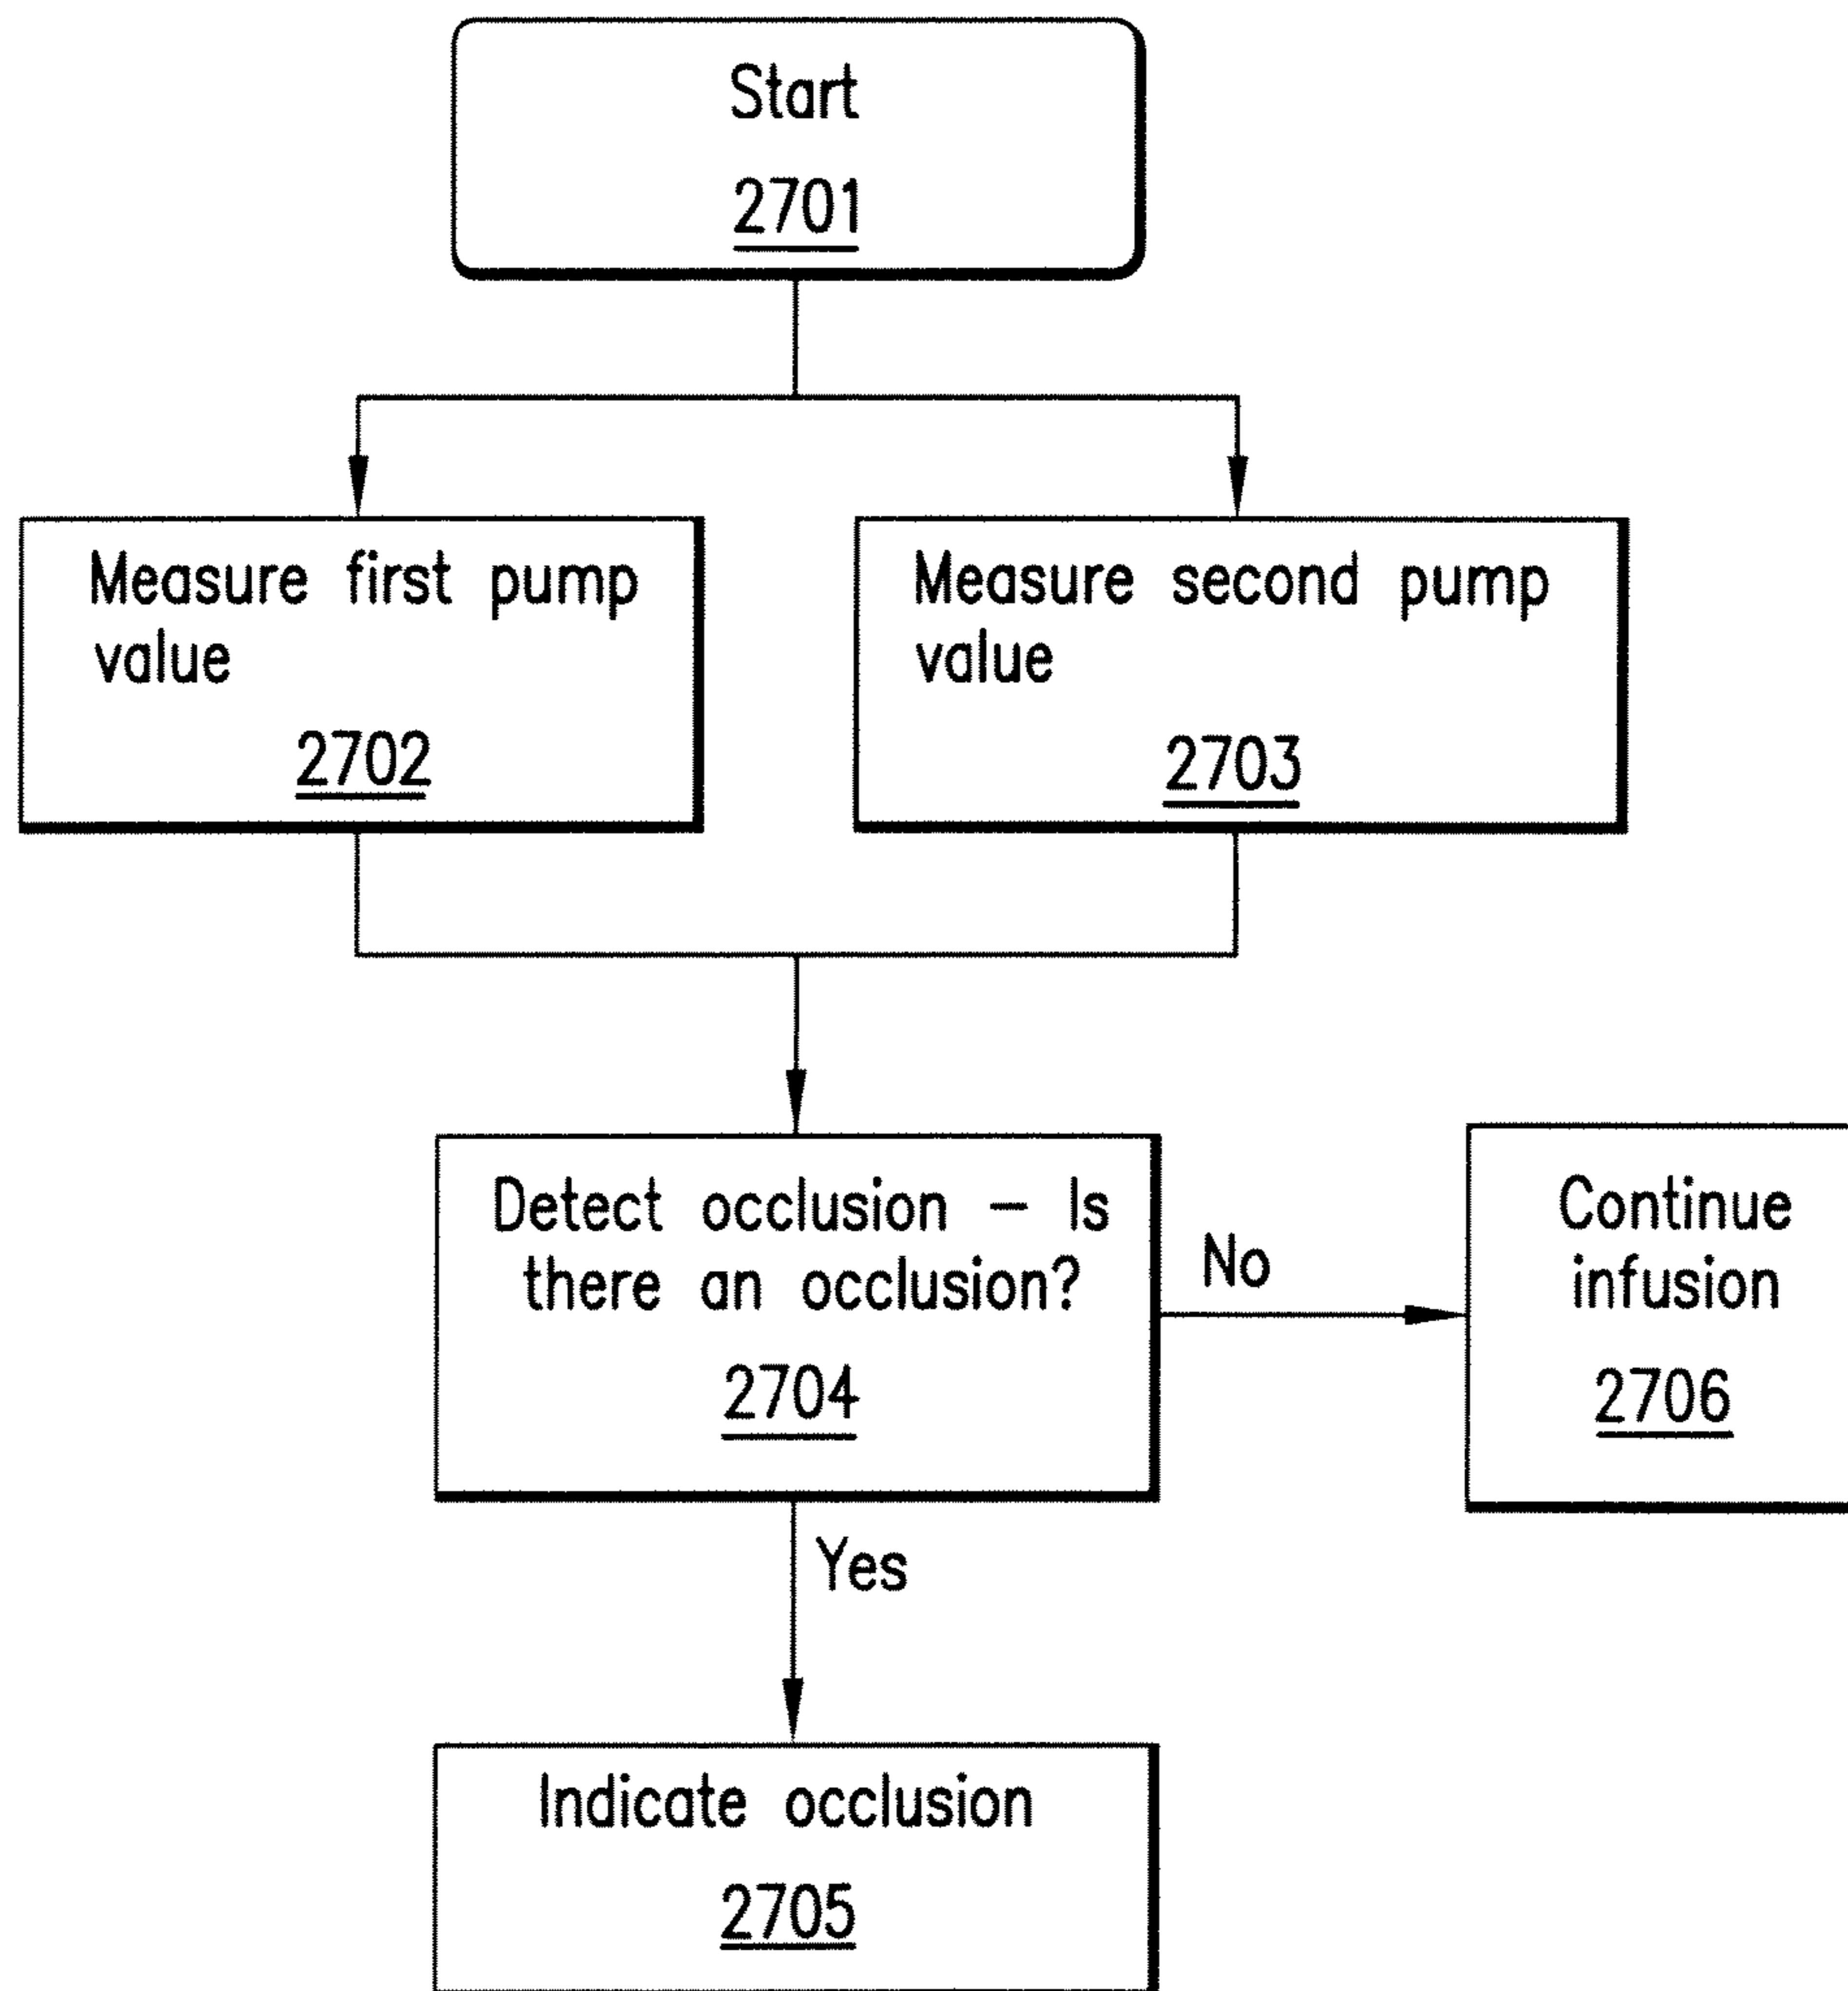 Start
2701
Measure first pump
value
2702
Measure second pump
value
2703
Detect occlusion – Is
there an occlusion?
2704
No
Continue
infusion
2706
Yes
Indicate occlusion
2705